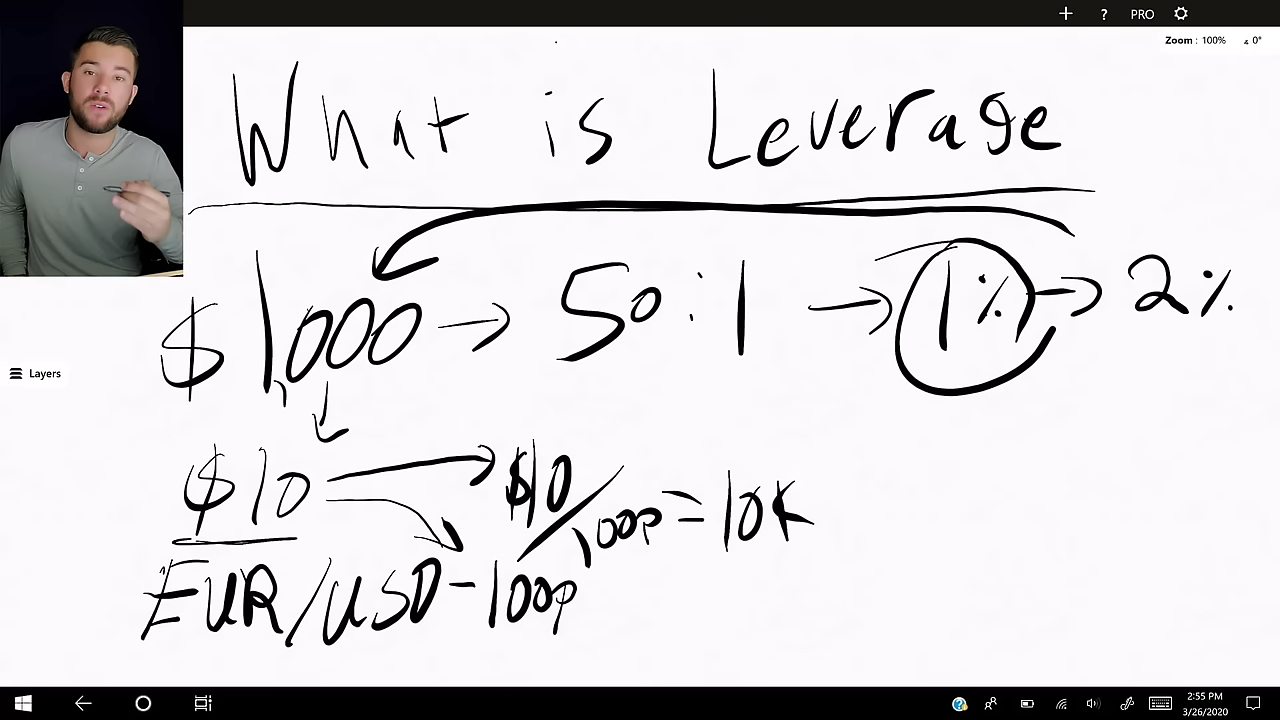 PRO
Zoom : 100% 0°
What is Leverage
$1,000 → 50:1 → 1% → 2%
Layers
$10 → $10/100p = 10K
EUR/USD - 100p
2:55 PM
3/26/2020